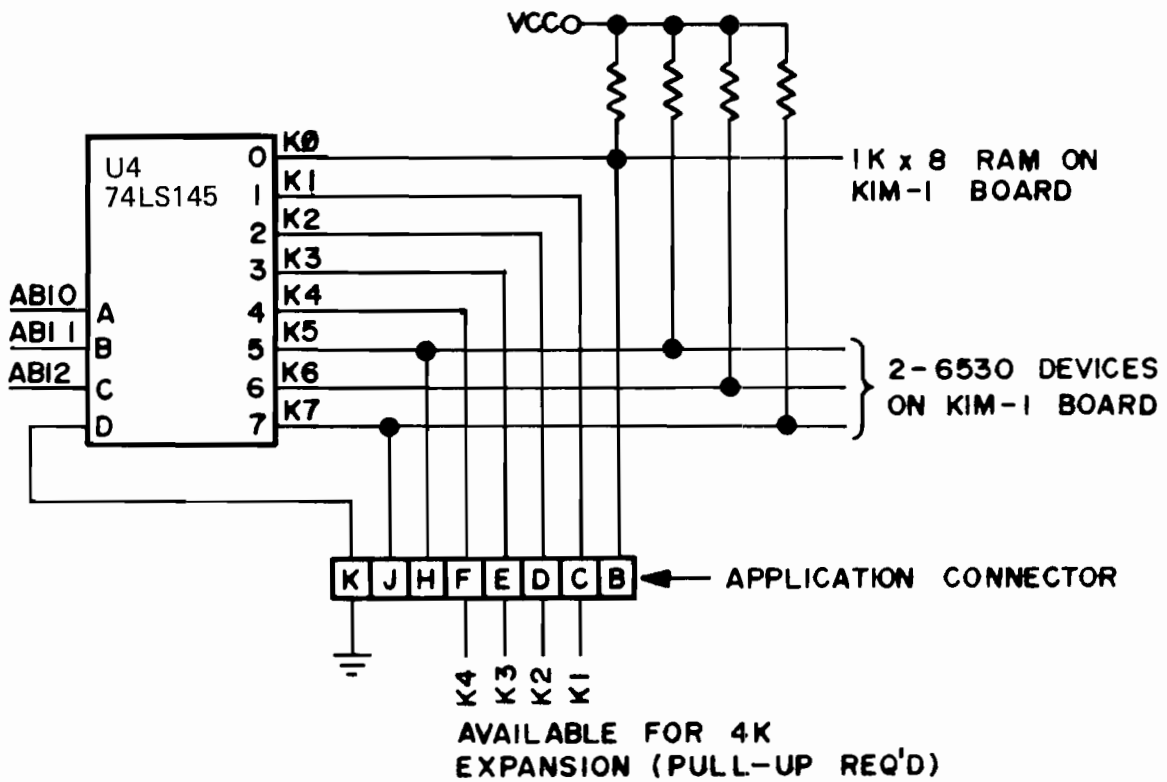 VCC
U4
74LS145
0 K0
1 K1
2 K2
3 K3
4 K4
5 K5
6 K6
7 K7
AB10 A
AB11 B
AB12 C
D
1K x 8 RAM ON
KIM-1 BOARD
2-6530 DEVICES
ON KIM-1 BOARD
K J H F E D C B
APPLICATION CONNECTOR
K4 K3 K2 K1
AVAILABLE FOR 4K
EXPANSION (PULL-UP REQ'D)